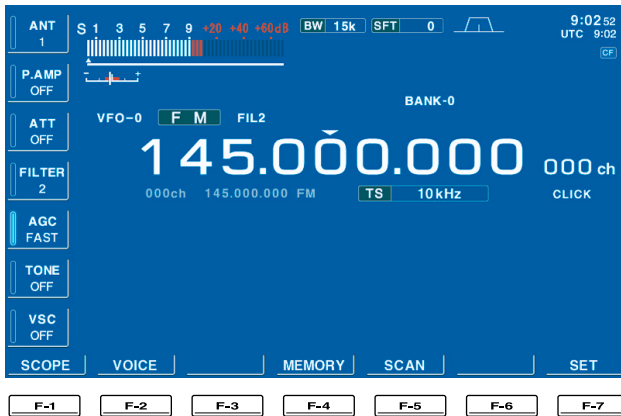 ANT
1
S 1 3 5 7 9 +20 +40 +60dB
BW 15k
SFT 0
9:02 52
UTC 9:02
CF
P.AMP
OFF
- +
BANK-0
VFO-0 FM FIL2
ATT
OFF
145.000.000 000 ch
FILTER
2
000ch 145.000.000 FM
TS 10kHz
CLICK
AGC
FAST
TONE
OFF
VSC
OFF
SCOPE VOICE MEMORY SCAN SET
F-1 F-2 F-3 F-4 F-5 F-6 F-7